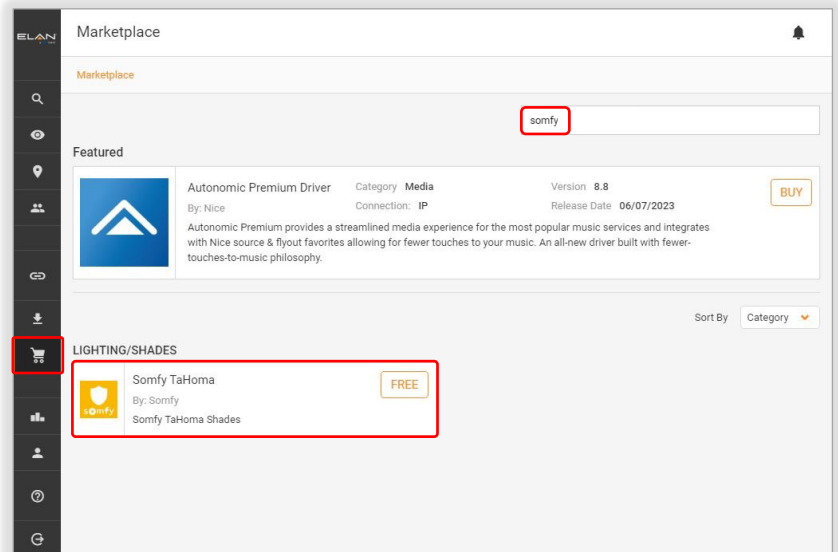 ELAN
Marketplace
Marketplace
somfy
Featured
Autonomic Premium Driver
Category Media
Version 8.8
BUY
By: Nice
Connection: IP
Release Date 06/07/2023
Autonomic Premium provides a streamlined media experience for the most popular music services and integrates
with Nice source & flyout favorites allowing for fewer touches to your music. An all-new driver built with fewer-
touches-to-music philosophy.
Sort By Category
LIGHTING/SHADES
Somfy TaHoma
FREE
By: Somfy
somfy
Somfy TaHoma Shades